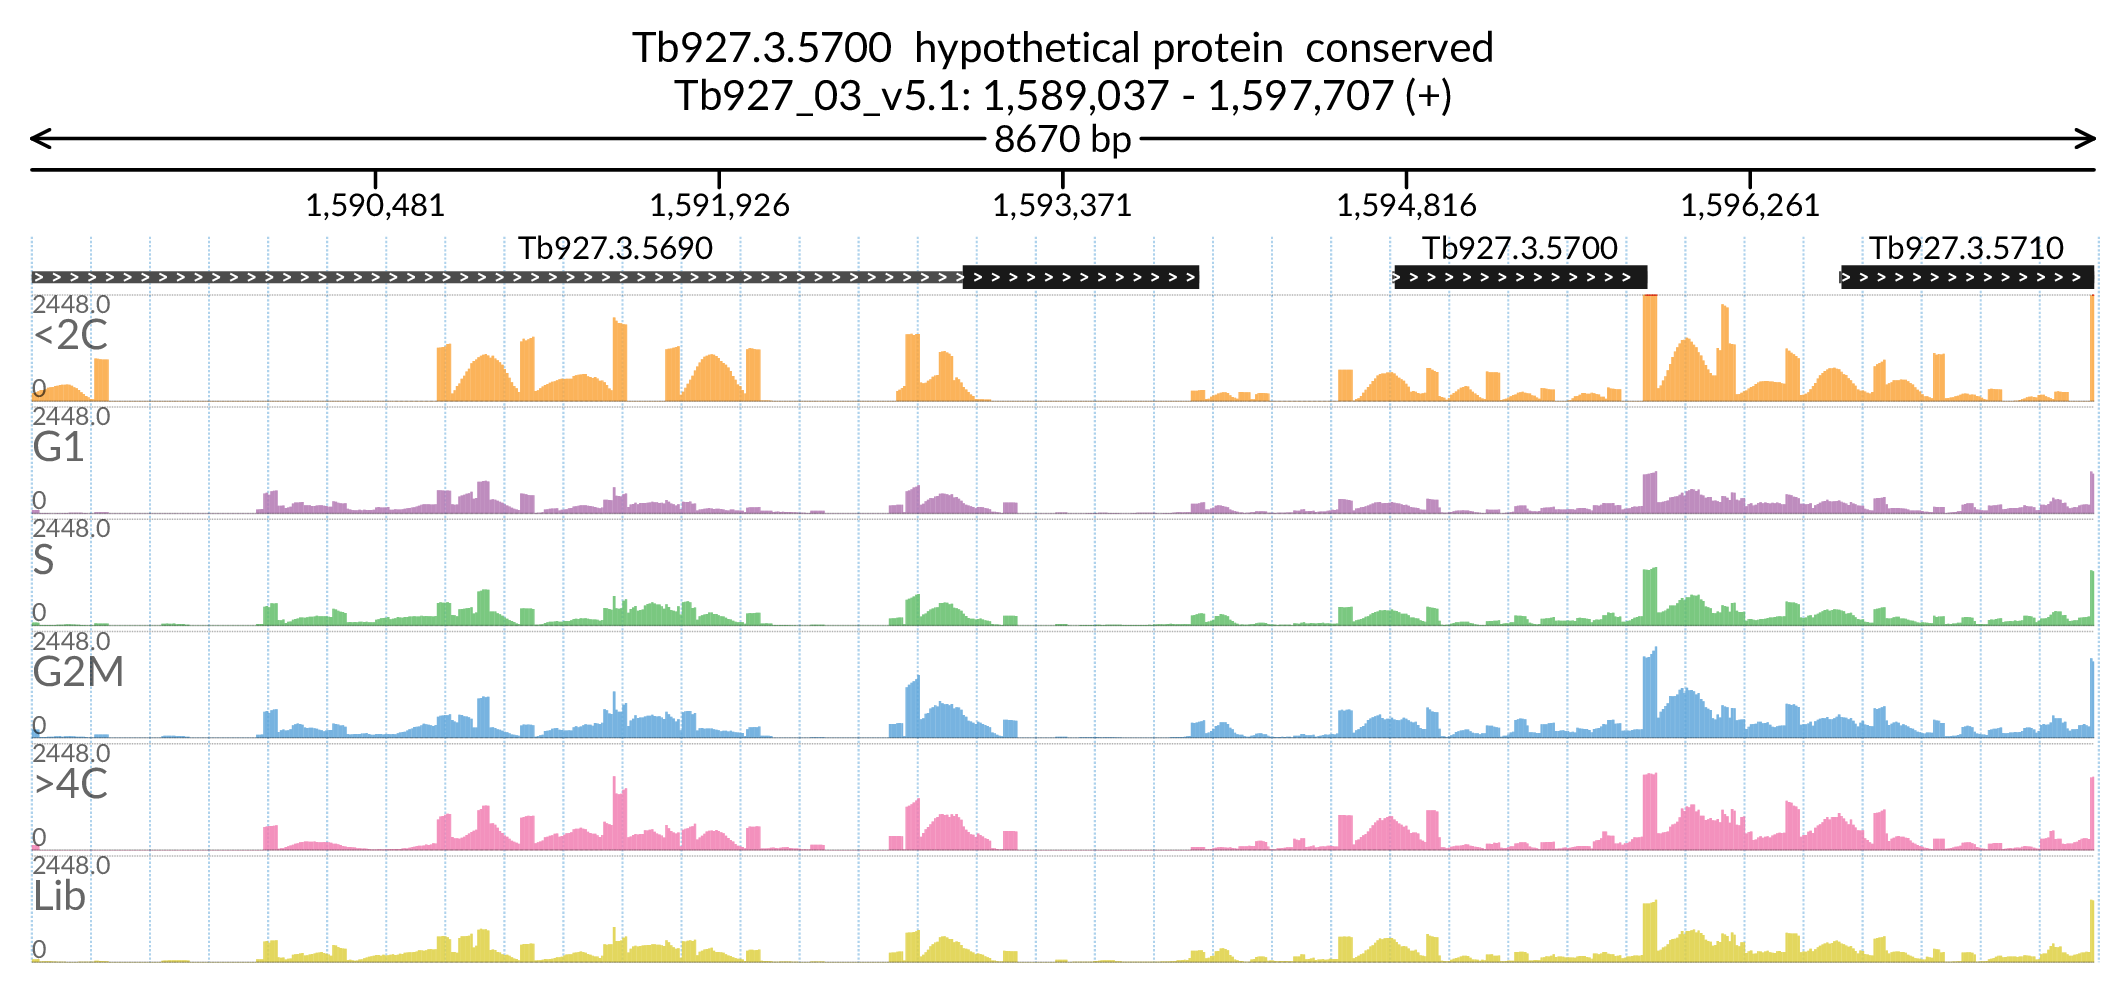 Tb927.3.5700 hypothetical protein conserved
Tb927_03_v5.1: 1,589,037 - 1,597,707 (+)
8670 bp
1,590,481 1,591,926 1,593,371 1,594,816 1,596,261
Tb927.3.5690 Tb927.3.5700 Tb927.3.5710
2448.0
<2C
0
2448.0
G1
0
2448.0
S
0
2448.0
G2M
0
2448.0
>4C
0
2448.0
Lib
0